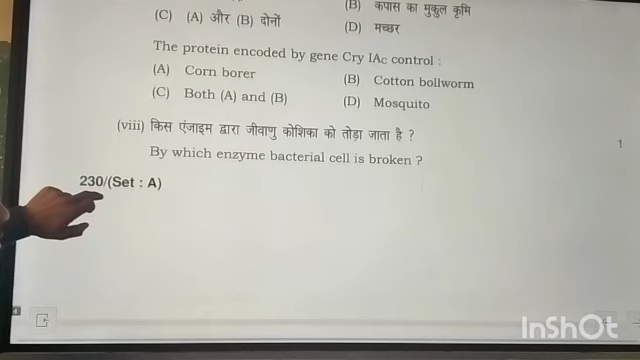 (B) कपास का मुकुल कृमि
(C) (A) और (B) दोनों
(D) मच्छर
The protein encoded by gene Cry IAc control :
(A) Corn borer
(B) Cotton bollworm
(C) Both (A) and (B)
(D) Mosquito
(viii) किस एंजाइम द्वारा जीवाणु कोशिका को तोड़ा जाता है ?
1
By which enzyme bacterial cell is broken ?
230/(Set : A)
InShOt